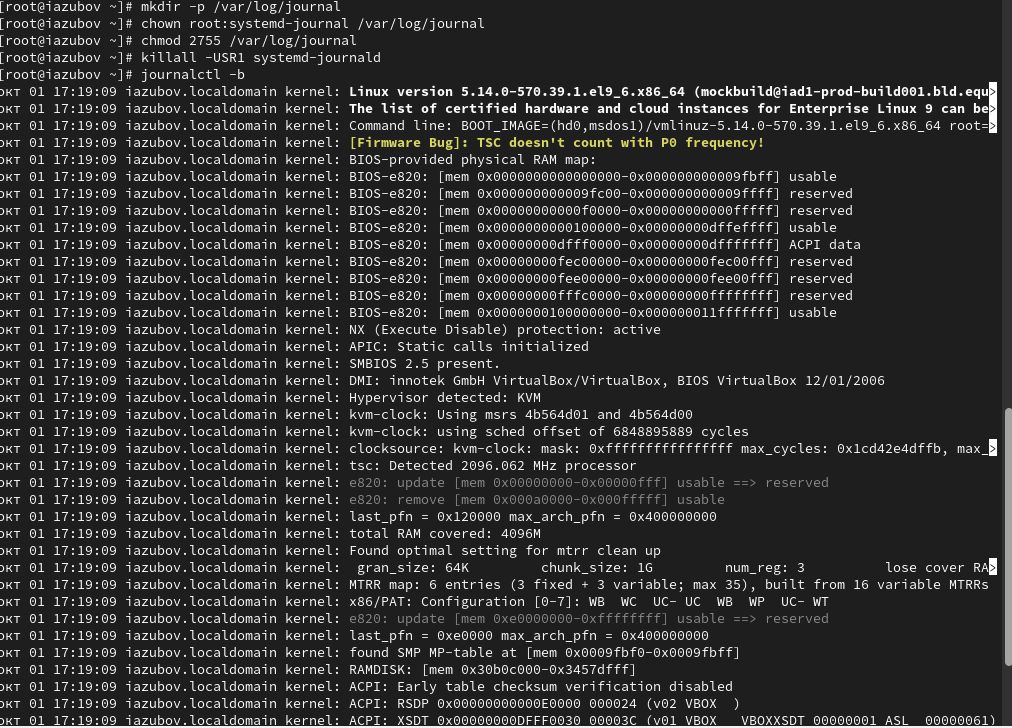 [root@iazubov ~]# mkdir -p /var/log/journal
[root@iazubov ~]# chown root:systemd-journal /var/log/journal
[root@iazubov ~]# chmod 2755 /var/log/journal
[root@iazubov ~]# killall -USR1 systemd-journald
[root@iazubov ~]# journalctl -b
окт 01 17:19:09 iazubov.localdomain kernel: Linux version 5.14.0-570.39.1.el9_6.x86_64 (mockbuild@iad1-prod-build001.bld.equ>
окт 01 17:19:09 iazubov.localdomain kernel: The list of certified hardware and cloud instances for Enterprise Linux 9 can be>
окт 01 17:19:09 iazubov.localdomain kernel: Command line: BOOT_IMAGE=(hd0,msdos1)/vmlinuz-5.14.0-570.39.1.el9_6.x86_64 root=>
окт 01 17:19:09 iazubov.localdomain kernel: [Firmware Bug]: TSC doesn't count with P0 frequency!
окт 01 17:19:09 iazubov.localdomain kernel: BIOS-provided physical RAM map:
окт 01 17:19:09 iazubov.localdomain kernel: BIOS-e820: [mem 0x0000000000000000-0x000000000009fbff] usable
окт 01 17:19:09 iazubov.localdomain kernel: BIOS-e820: [mem 0x000000000009fc00-0x000000000009ffff] reserved
окт 01 17:19:09 iazubov.localdomain kernel: BIOS-e820: [mem 0x00000000000f0000-0x00000000000fffff] reserved
окт 01 17:19:09 iazubov.localdomain kernel: BIOS-e820: [mem 0x0000000000100000-0x00000000dffeffff] usable
окт 01 17:19:09 iazubov.localdomain kernel: BIOS-e820: [mem 0x00000000dfff0000-0x00000000dfffffff] ACPI data
окт 01 17:19:09 iazubov.localdomain kernel: BIOS-e820: [mem 0x00000000fec00000-0x00000000fec00fff] reserved
окт 01 17:19:09 iazubov.localdomain kernel: BIOS-e820: [mem 0x00000000fee00000-0x00000000fee00fff] reserved
окт 01 17:19:09 iazubov.localdomain kernel: BIOS-e820: [mem 0x00000000fffc0000-0x00000000ffffffff] reserved
окт 01 17:19:09 iazubov.localdomain kernel: BIOS-e820: [mem 0x0000000100000000-0x000000011fffffff] usable
окт 01 17:19:09 iazubov.localdomain kernel: NX (Execute Disable) protection: active
окт 01 17:19:09 iazubov.localdomain kernel: APIC: Static calls initialized
окт 01 17:19:09 iazubov.localdomain kernel: SMBIOS 2.5 present.
окт 01 17:19:09 iazubov.localdomain kernel: DMI: innotek GmbH VirtualBox/VirtualBox, BIOS VirtualBox 12/01/2006
окт 01 17:19:09 iazubov.localdomain kernel: Hypervisor detected: KVM
окт 01 17:19:09 iazubov.localdomain kernel: kvm-clock: Using msrs 4b564d01 and 4b564d00
окт 01 17:19:09 iazubov.localdomain kernel: kvm-clock: using sched offset of 6848895889 cycles
окт 01 17:19:09 iazubov.localdomain kernel: clocksource: kvm-clock: mask: 0xffffffffffffffff max_cycles: 0x1cd42e4dffb, max_>
окт 01 17:19:09 iazubov.localdomain kernel: tsc: Detected 2096.062 MHz processor
окт 01 17:19:09 iazubov.localdomain kernel: e820: update [mem 0x00000000-0x00000fff] usable ==> reserved
окт 01 17:19:09 iazubov.localdomain kernel: e820: remove [mem 0x000a0000-0x000fffff] usable
окт 01 17:19:09 iazubov.localdomain kernel: last_pfn = 0x120000 max_arch_pfn = 0x400000000
окт 01 17:19:09 iazubov.localdomain kernel: total RAM covered: 4096M
окт 01 17:19:09 iazubov.localdomain kernel: Found optimal setting for mtrr clean up
окт 01 17:19:09 iazubov.localdomain kernel:  gran_size: 64K         chunk_size: 1G         num_reg: 3          lose cover RA>
окт 01 17:19:09 iazubov.localdomain kernel: MTRR map: 6 entries (3 fixed + 3 variable; max 35), built from 16 variable MTRRs
окт 01 17:19:09 iazubov.localdomain kernel: x86/PAT: Configuration [0-7]: WB  WC  UC- UC  WB  WP  UC- WT
окт 01 17:19:09 iazubov.localdomain kernel: e820: update [mem 0xe0000000-0xffffffff] usable ==> reserved
окт 01 17:19:09 iazubov.localdomain kernel: last_pfn = 0xe0000 max_arch_pfn = 0x400000000
окт 01 17:19:09 iazubov.localdomain kernel: found SMP MP-table at [mem 0x0009fbf0-0x0009fbff]
окт 01 17:19:09 iazubov.localdomain kernel: RAMDISK: [mem 0x30b0c000-0x3457dfff]
окт 01 17:19:09 iazubov.localdomain kernel: ACPI: Early table checksum verification disabled
окт 01 17:19:09 iazubov.localdomain kernel: ACPI: RSDP 0x00000000000E0000 000024 (v02 VBOX  )
окт 01 17:19:09 iazubov.localdomain kernel: ACPI: XSDT 0x00000000DFFF0030 00003C (v01 VBOX   VBOXXSDT 00000001 ASL  00000061)